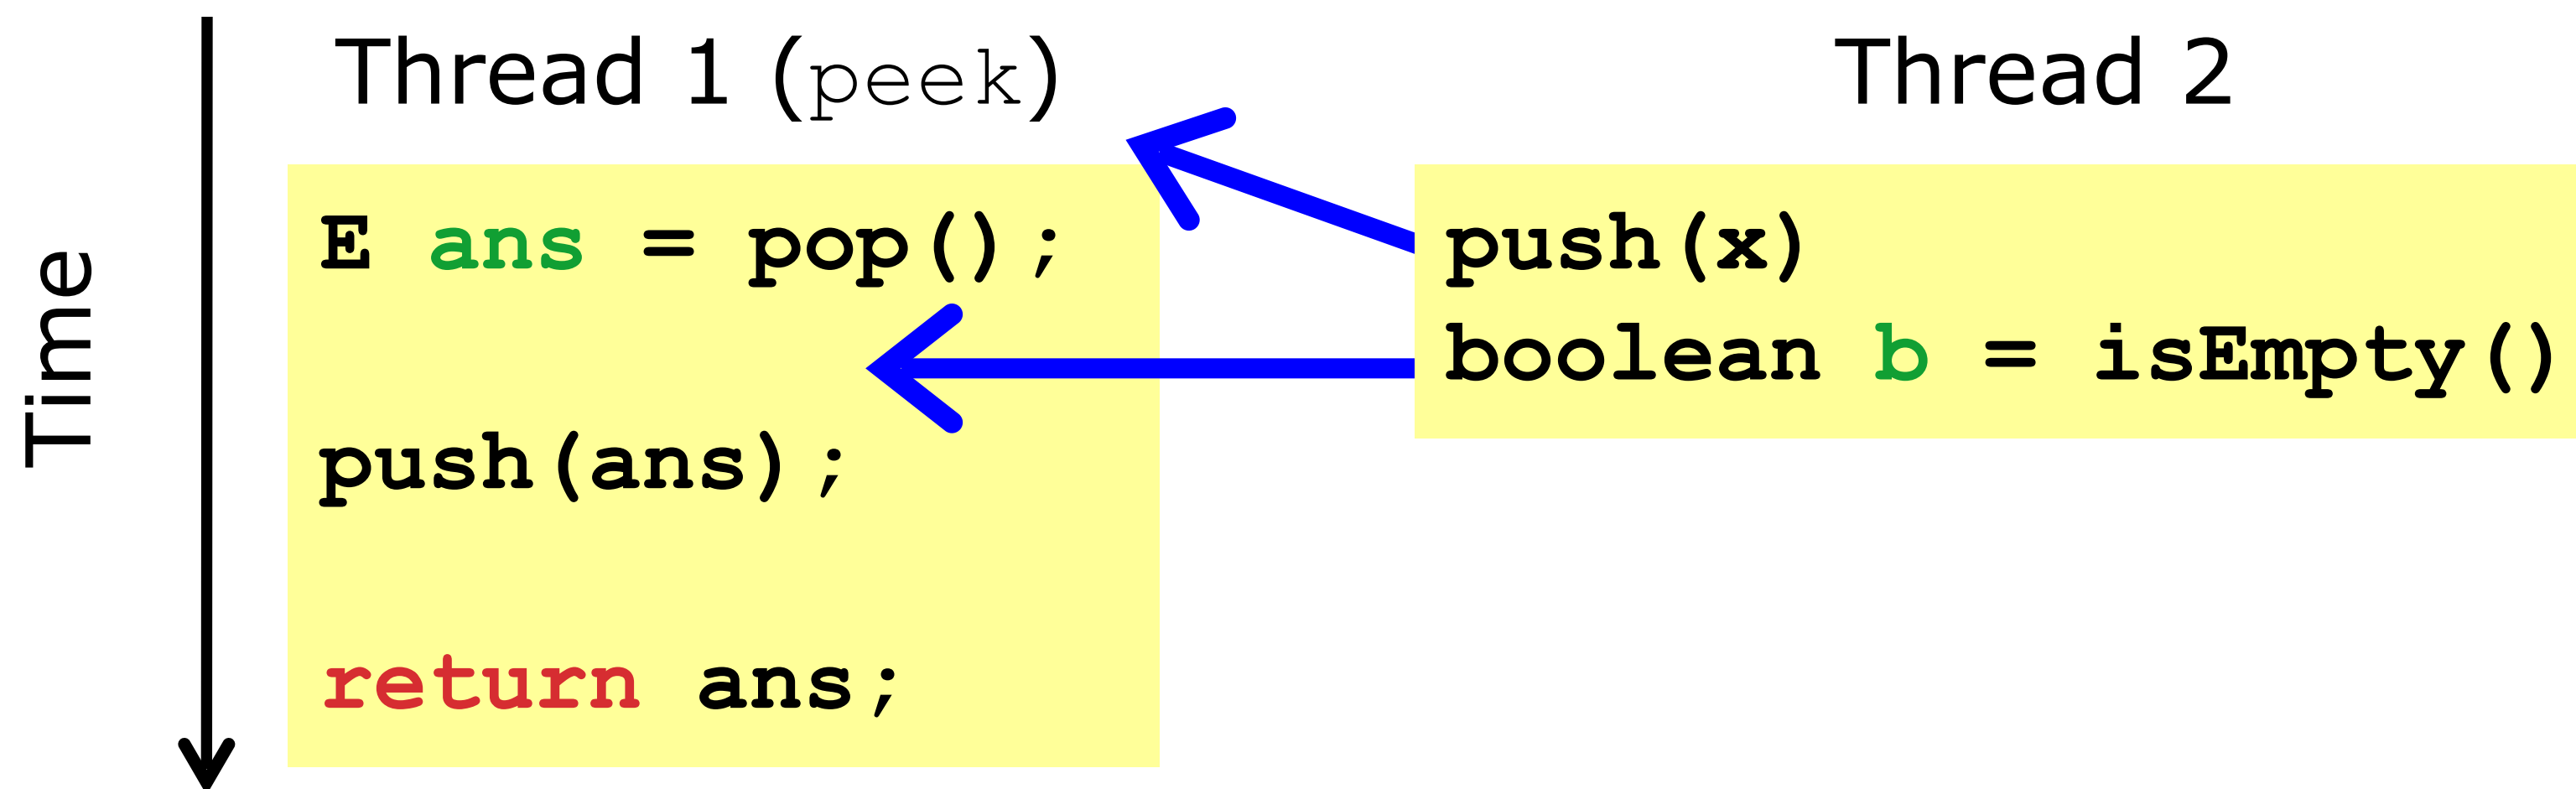 Time
Thread 1 (peek)
E ans = pop();
push(ans);
return ans;
Thread 2
push(x)
boolean b = isEmpty()